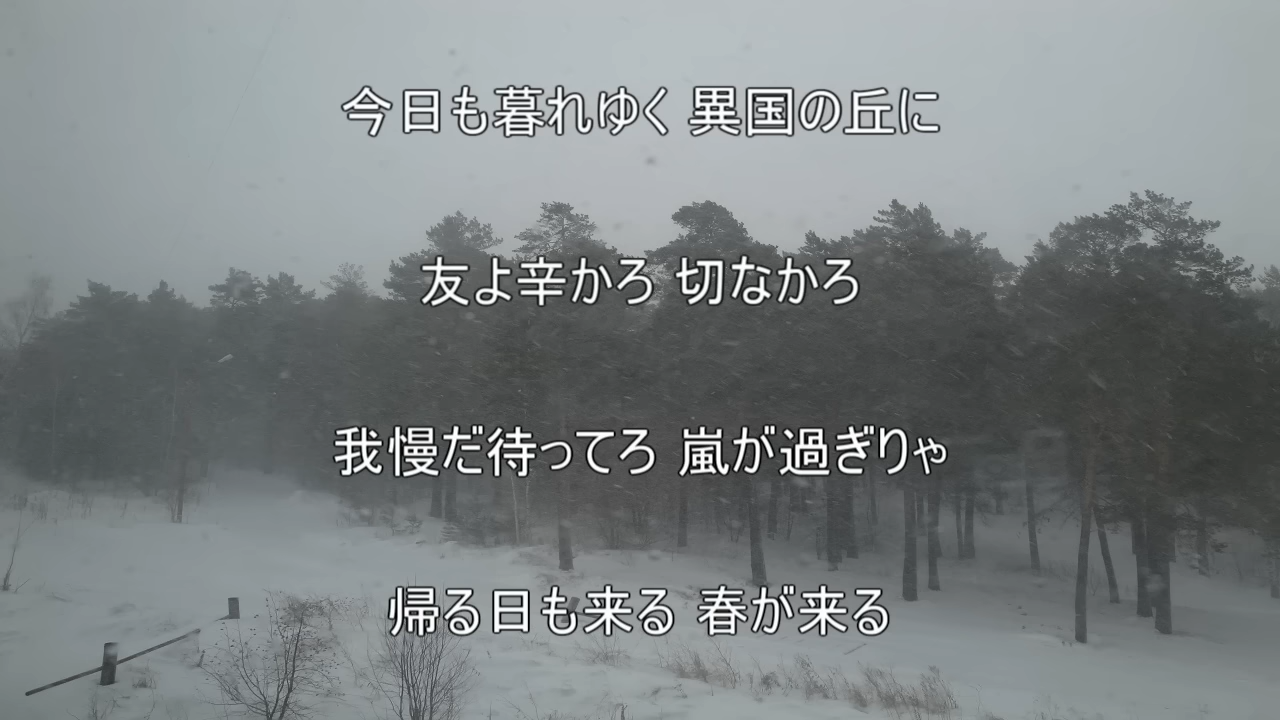 今日も暮れゆく 異国の丘に
友よ辛かろ 切なかろ
我慢だ待ってろ 嵐が過ぎりゃ
帰る日も来る 春が来る